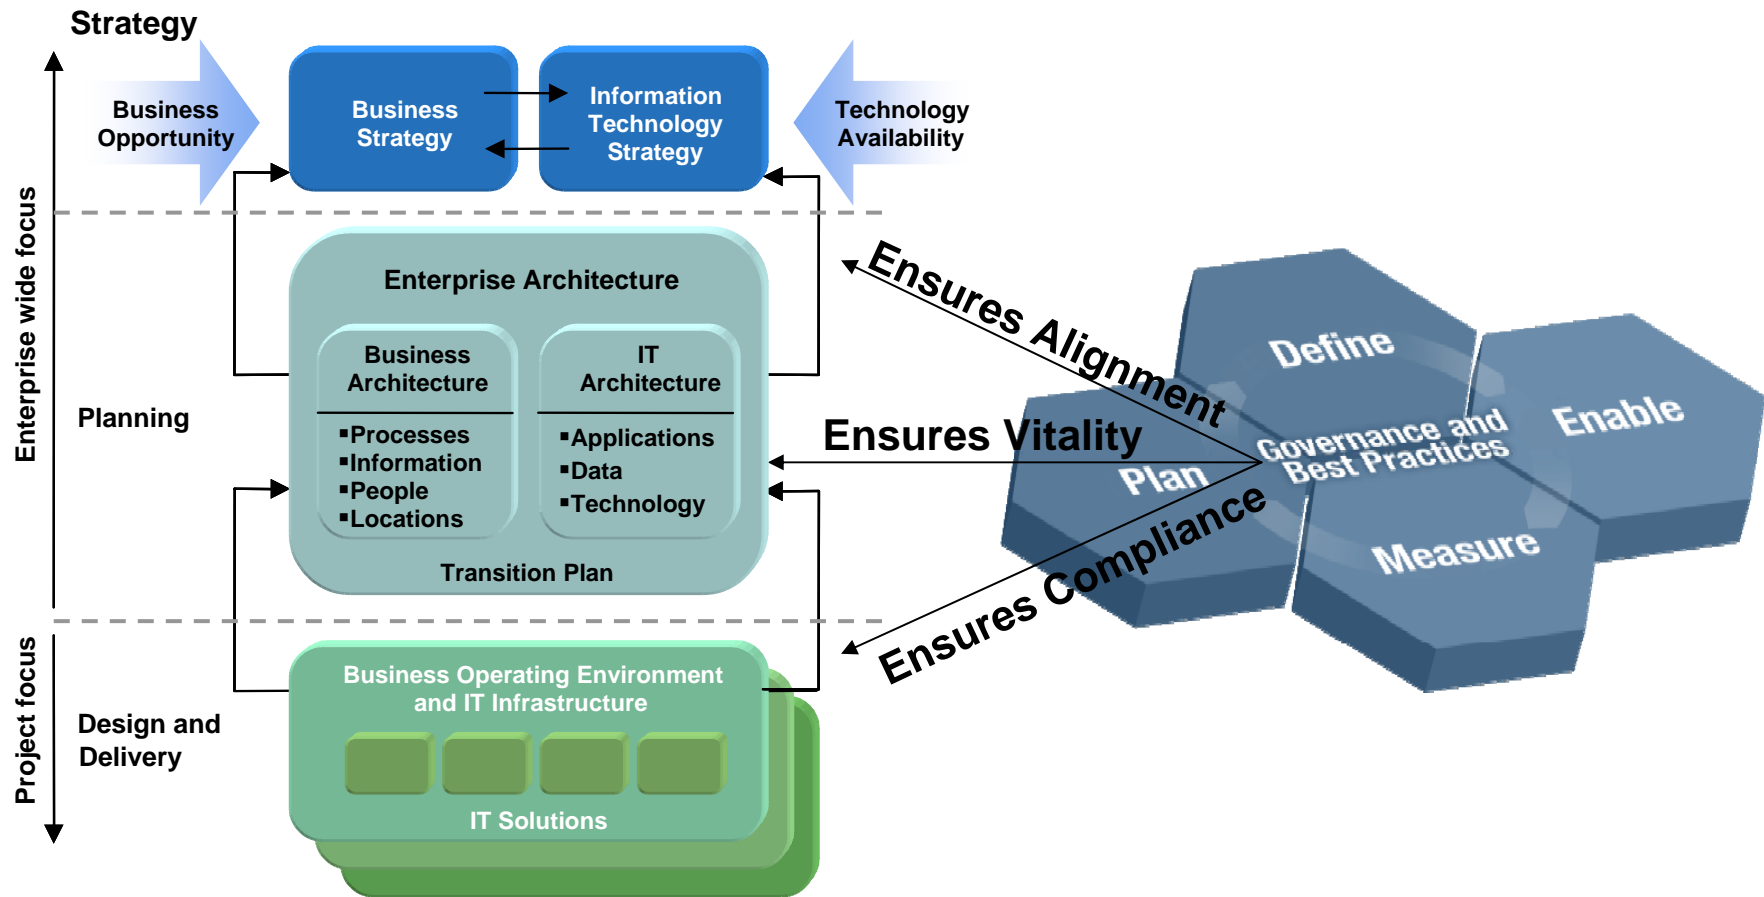 Strategy
Business
Opportunity
Business
Strategy
Information
Technology
Strategy
Technology
Availability
Enterprise wide focus
Planning
Enterprise Architecture
Business
Architecture
▪Processes
▪Information
▪People
▪Locations
IT
Architecture
▪Applications
▪Data
▪Technology
Transition Plan
Ensures Alignment
Ensures Vitality
Ensures Compliance
Define
Enable
Governance and
Best Practices
Plan
Measure
Project focus
Design and
Delivery
Business Operating Environment
and IT Infrastructure
IT Solutions